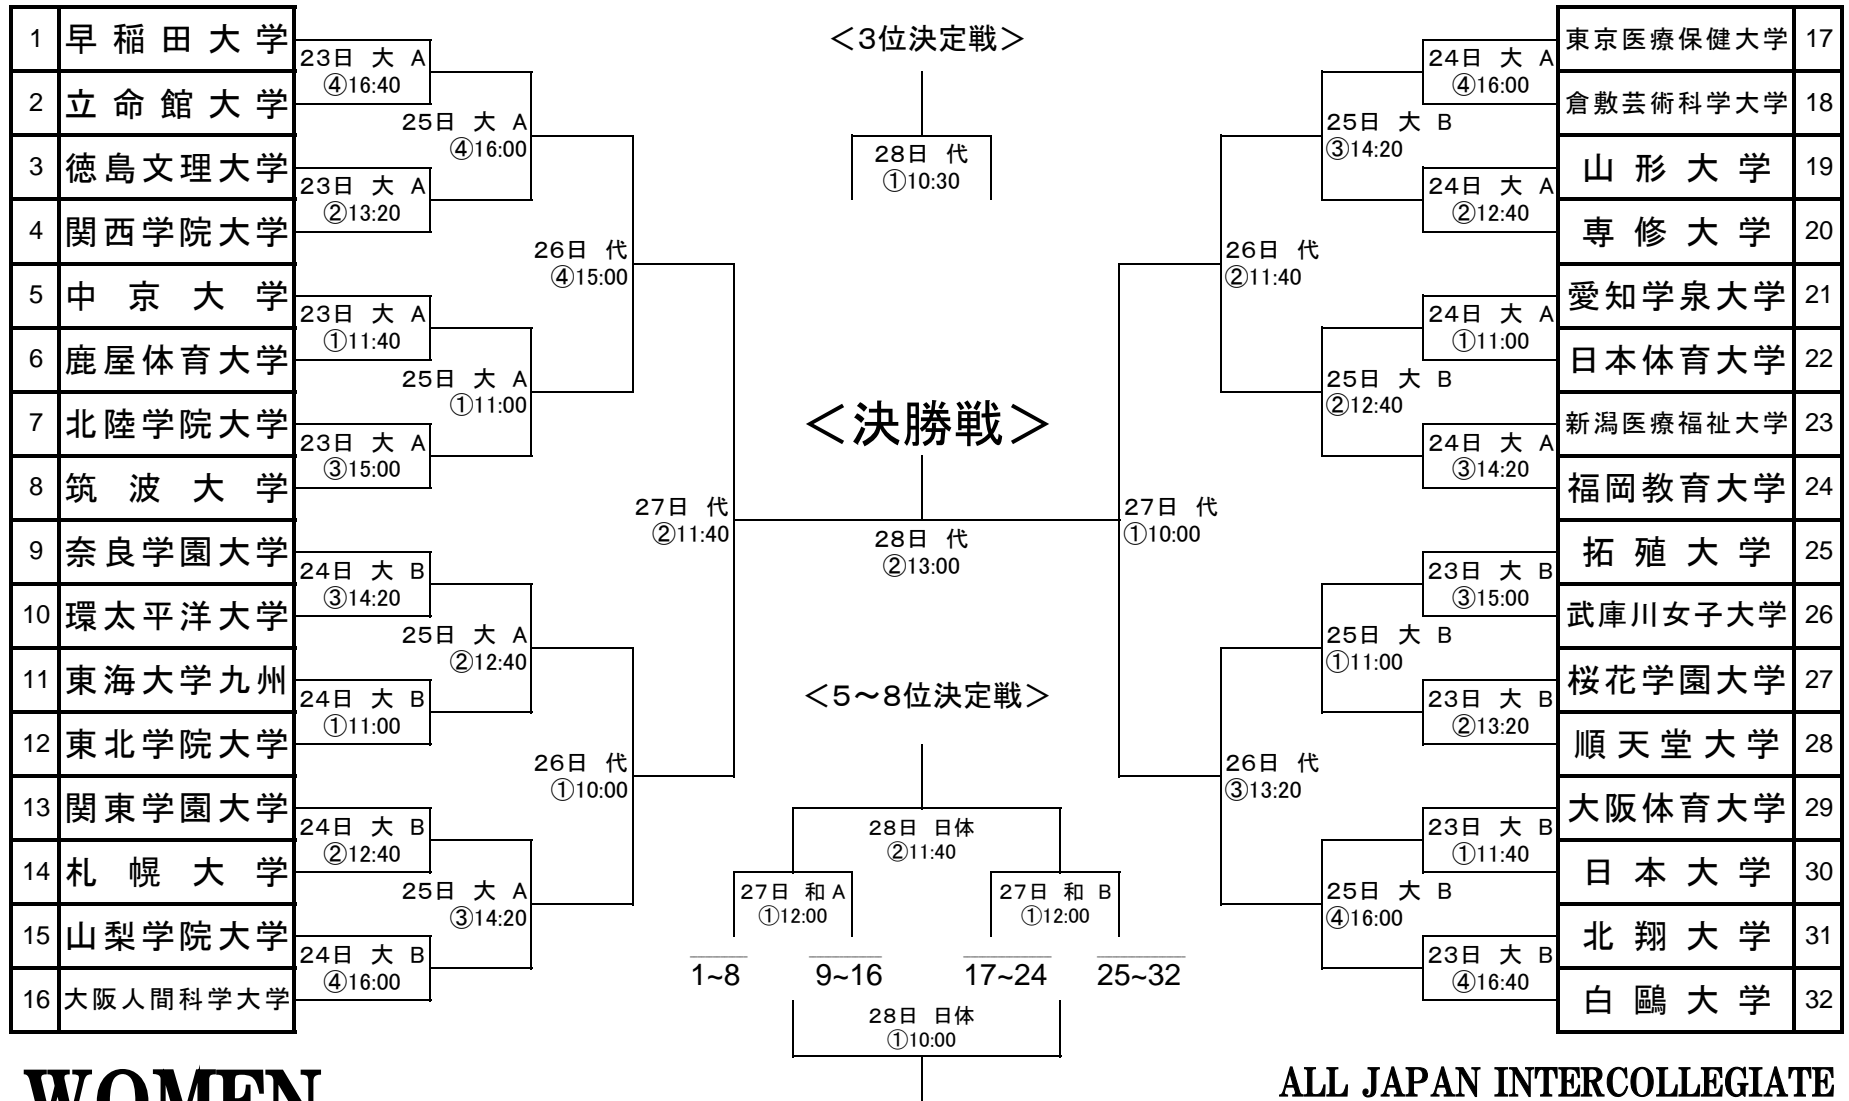 1 早稲田大学
2 立命館大学
3 徳島文理大学
4 関西学院大学
5 中京大学
6 鹿屋体育大学
7 北陸学院大学
8 筑波大学
9 奈良学園大学
10 環太平洋大学
11 東海大学九州
12 東北学院大学
13 関東学園大学
14 札幌大学
15 山梨学院大学
16 大阪人間科学大学
23日 大 A
④16:40
23日 大 A
②13:20
23日 大 A
①11:40
23日 大 A
③15:00
24日 大 B
③14:20
24日 大 B
①11:00
24日 大 B
②12:40
24日 大 B
④16:00
25日 大 A
④16:00
25日 大 A
①11:00
25日 大 A
②12:40
25日 大 A
③14:20
26日 代
④15:00
26日 代
①10:00
27日 代
②11:40
<3位決定戦>
28日 代
①10:30
<決勝戦>
28日 代
②13:00
<5~8位決定戦>
28日 日体
②11:40
27日 和 A
①12:00
27日 和 B
①12:00
1~8
9~16
17~24
25~32
28日 日体
①10:00
27日 代
①10:00
26日 代
②11:40
26日 代
③13:20
25日 大 B
③14:20
25日 大 B
②12:40
25日 大 B
①11:00
25日 大 B
④16:00
24日 大 A
④16:00
24日 大 A
②12:40
24日 大 A
①11:00
24日 大 A
③14:20
23日 大 B
③15:00
23日 大 B
②13:20
23日 大 B
①11:40
23日 大 B
④16:40
東京医療保健大学 17
倉敷芸術科学大学 18
山形大学 19
専修大学 20
愛知学泉大学 21
日本体育大学 22
新潟医療福祉大学 23
福岡教育大学 24
拓殖大学 25
武庫川女子大学 26
桜花学園大学 27
順天堂大学 28
大阪体育大学 29
日本大学 30
北翔大学 31
白鷗大学 32
WOMEN
ALL JAPAN INTERCOLLEGIATE